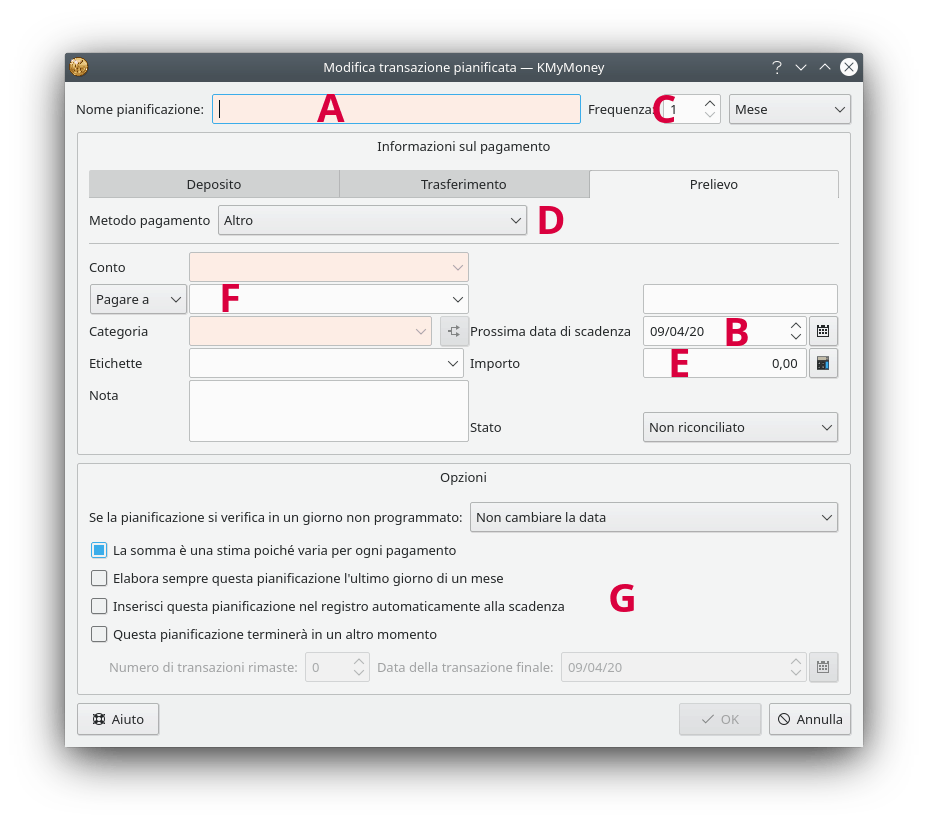 Modifica transazione pianificata — KMyMoney
Nome pianificazione: A Frequenza: C 1 Mese
Informazioni sul pagamento
Deposito Trasferimento Prelievo
Metodo pagamento Altro D
Conto
Pagare a F
Categoria Prossima data di scadenza 09/04/20 B
Etichette Importo E 0,00
Nota
Stato Non riconciliato
Opzioni
Se la pianificazione si verifica in un giorno non programmato: Non cambiare la data
La somma è una stima poiché varia per ogni pagamento
Elabora sempre questa pianificazione l'ultimo giorno di un mese
Inserisci questa pianificazione nel registro automaticamente alla scadenza G
Questa pianificazione terminerà in un altro momento
Numero di transazioni rimaste: 0 Data della transazione finale: 09/04/20
Aiuto OK Annulla